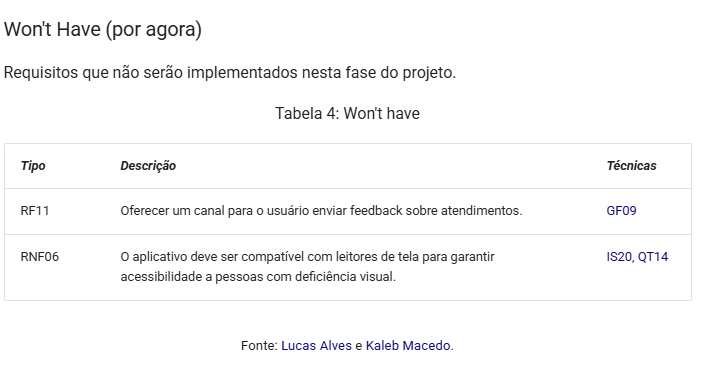 Won't Have (por agora)
Requisitos que não serão implementados nesta fase do projeto.
Tabela 4: Won't have
Tipo Descrição Técnicas
RF11 Oferecer um canal para o usuário enviar feedback sobre atendimentos. GF09
RNF06 O aplicativo deve ser compatível com leitores de tela para garantir IS20, QT14
acessibilidade a pessoas com deficiência visual.
Fonte: Lucas Alves e Kaleb Macedo.